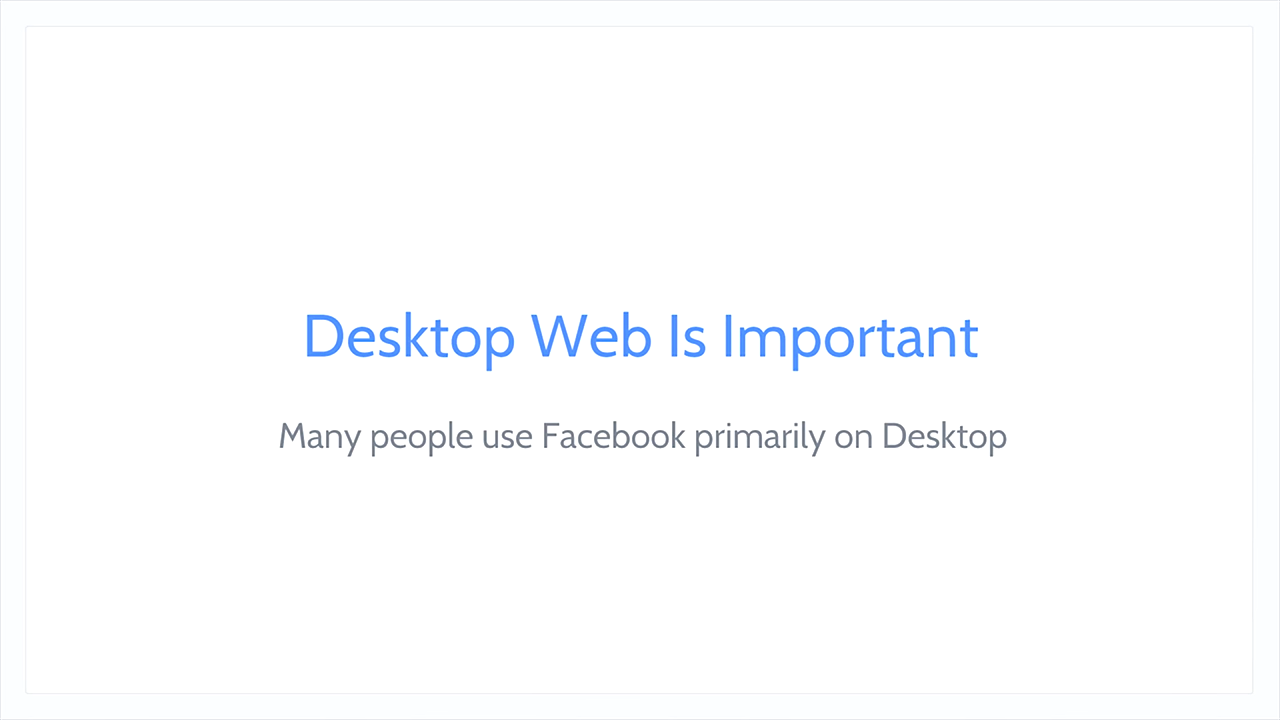 Desktop Web Is Important
Many people use Facebook primarily on Desktop